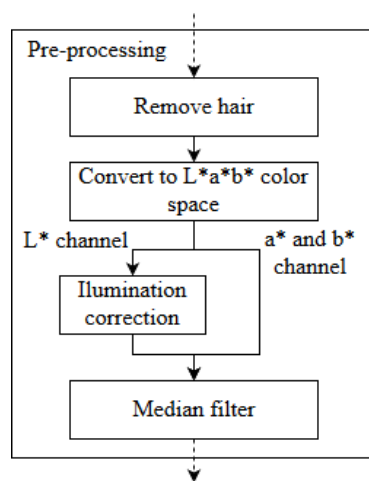 Pre-processing
Remove hair
Convert to L*a*b* color
space
L* channel
a* and b*
channel
Ilumination
correction
Median filter